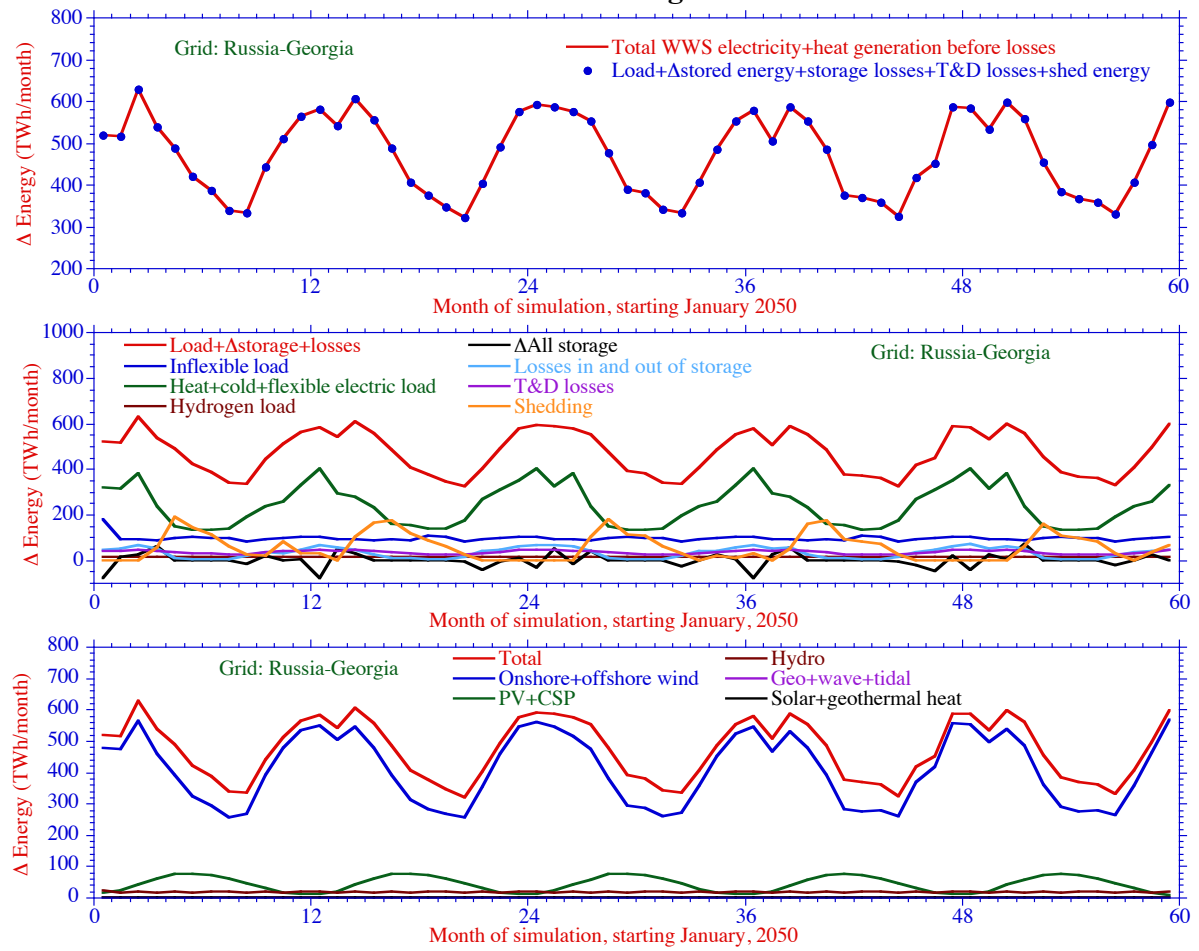 800
Grid: Russia-Georgia
Total WWS electricity+heat generation before losses
Load+Δstored energy+storage losses+T&D losses+shed energy
700
600
500
400
300
200
Δ Energy (TWh/month)
0 12 24 36 48 60
Month of simulation, starting January 2050
1000
Load+Δstorage+losses
ΔAll storage
Grid: Russia-Georgia
Inflexible load
Losses in and out of storage
800
Heat+cold+flexible electric load
T&D losses
Hydrogen load
Shedding
600
400
200
0
Δ Energy (TWh/month)
0 12 24 36 48 60
Month of simulation, starting January, 2050
800
Grid: Russia-Georgia
Total
Hydro
Onshore+offshore wind
Geo+wave+tidal
PV+CSP
Solar+geothermal heat
700
600
500
400
300
200
100
0
Δ Energy (TWh/month)
0 12 24 36 48 60
Month of simulation, starting January, 2050